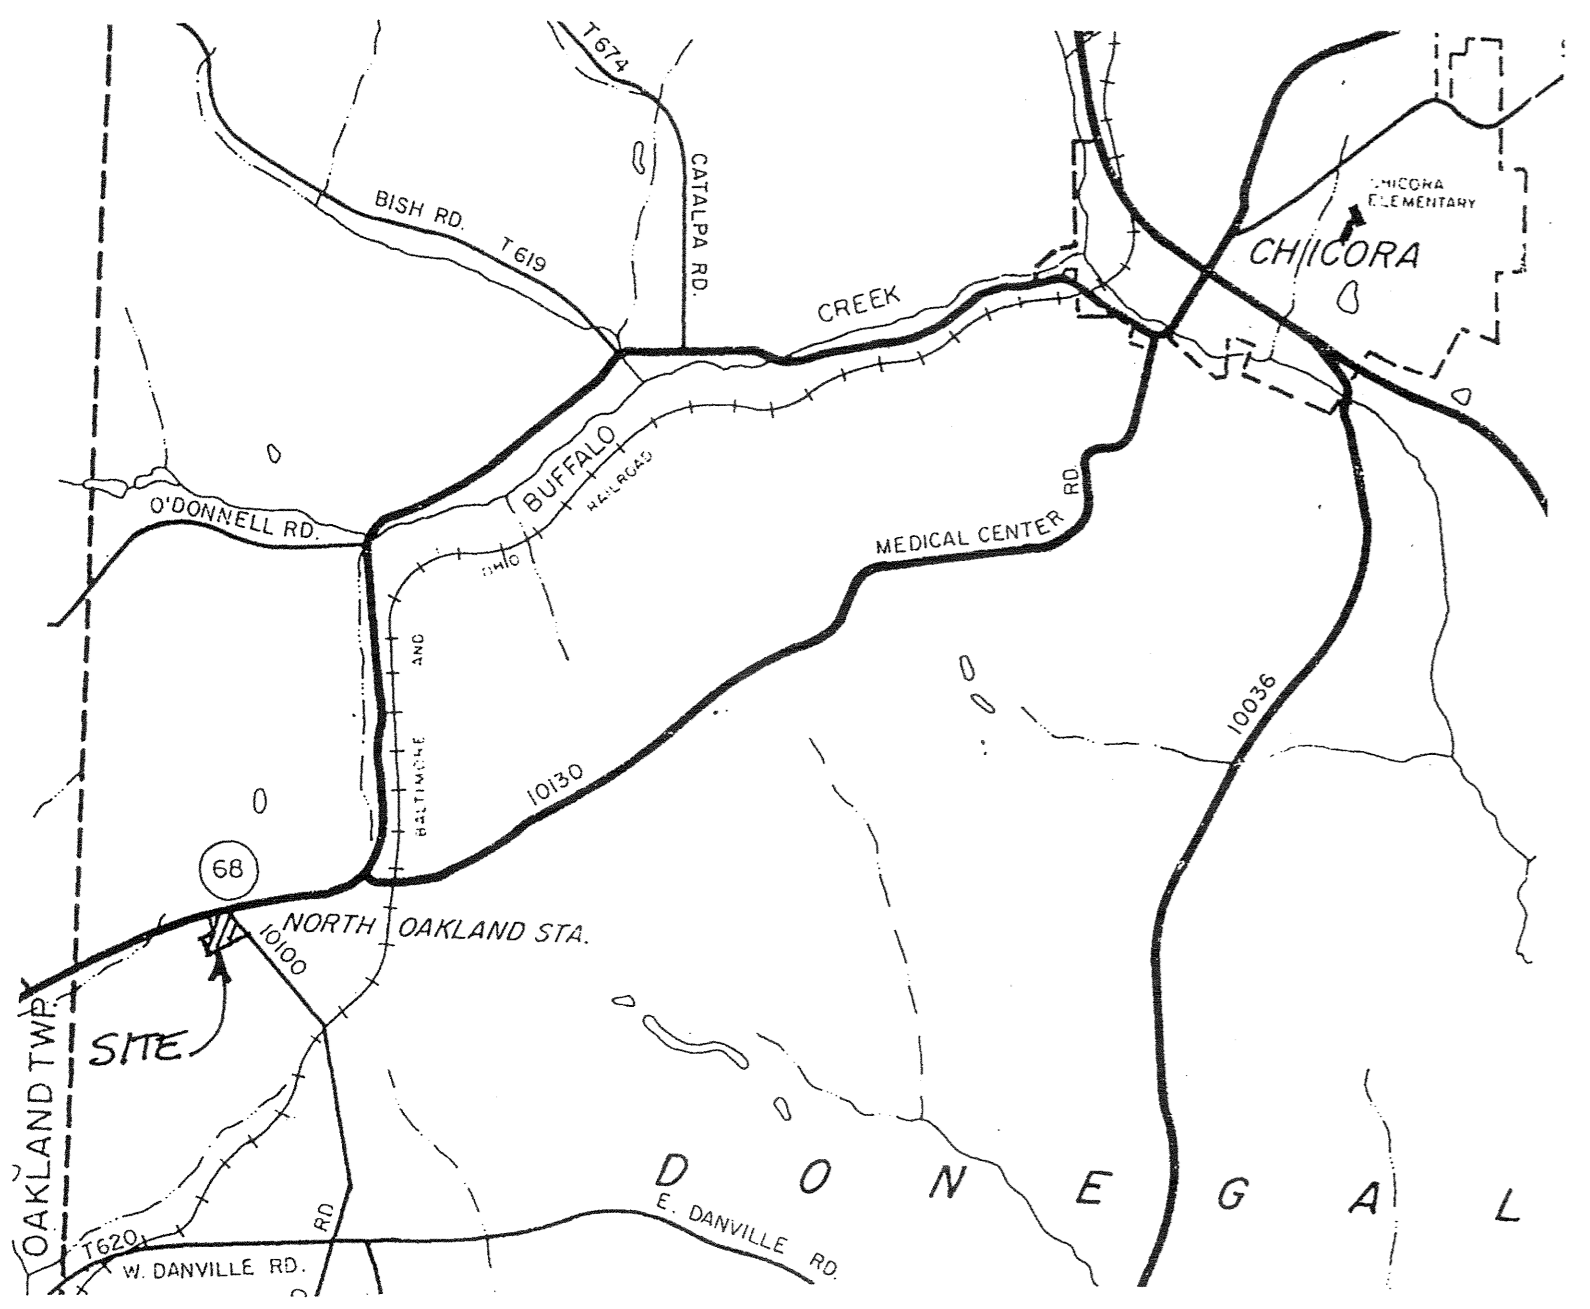 T674
CATALPA RD.
BISH RD.
T619
CHICORA
ELEMENTARY
CHICORA
CREEK
BUFFALO
RAILROAD
O'DONNELL RD.
RD.
MEDICAL CENTER
OHIO
AND
BALTIMORE
10036
10130
68
NORTH OAKLAND STA.
10100
SITE
OAKLAND TWP.
D O N E G A L
RD
E. DANVILLE RD.
T620
W. DANVILLE RD.